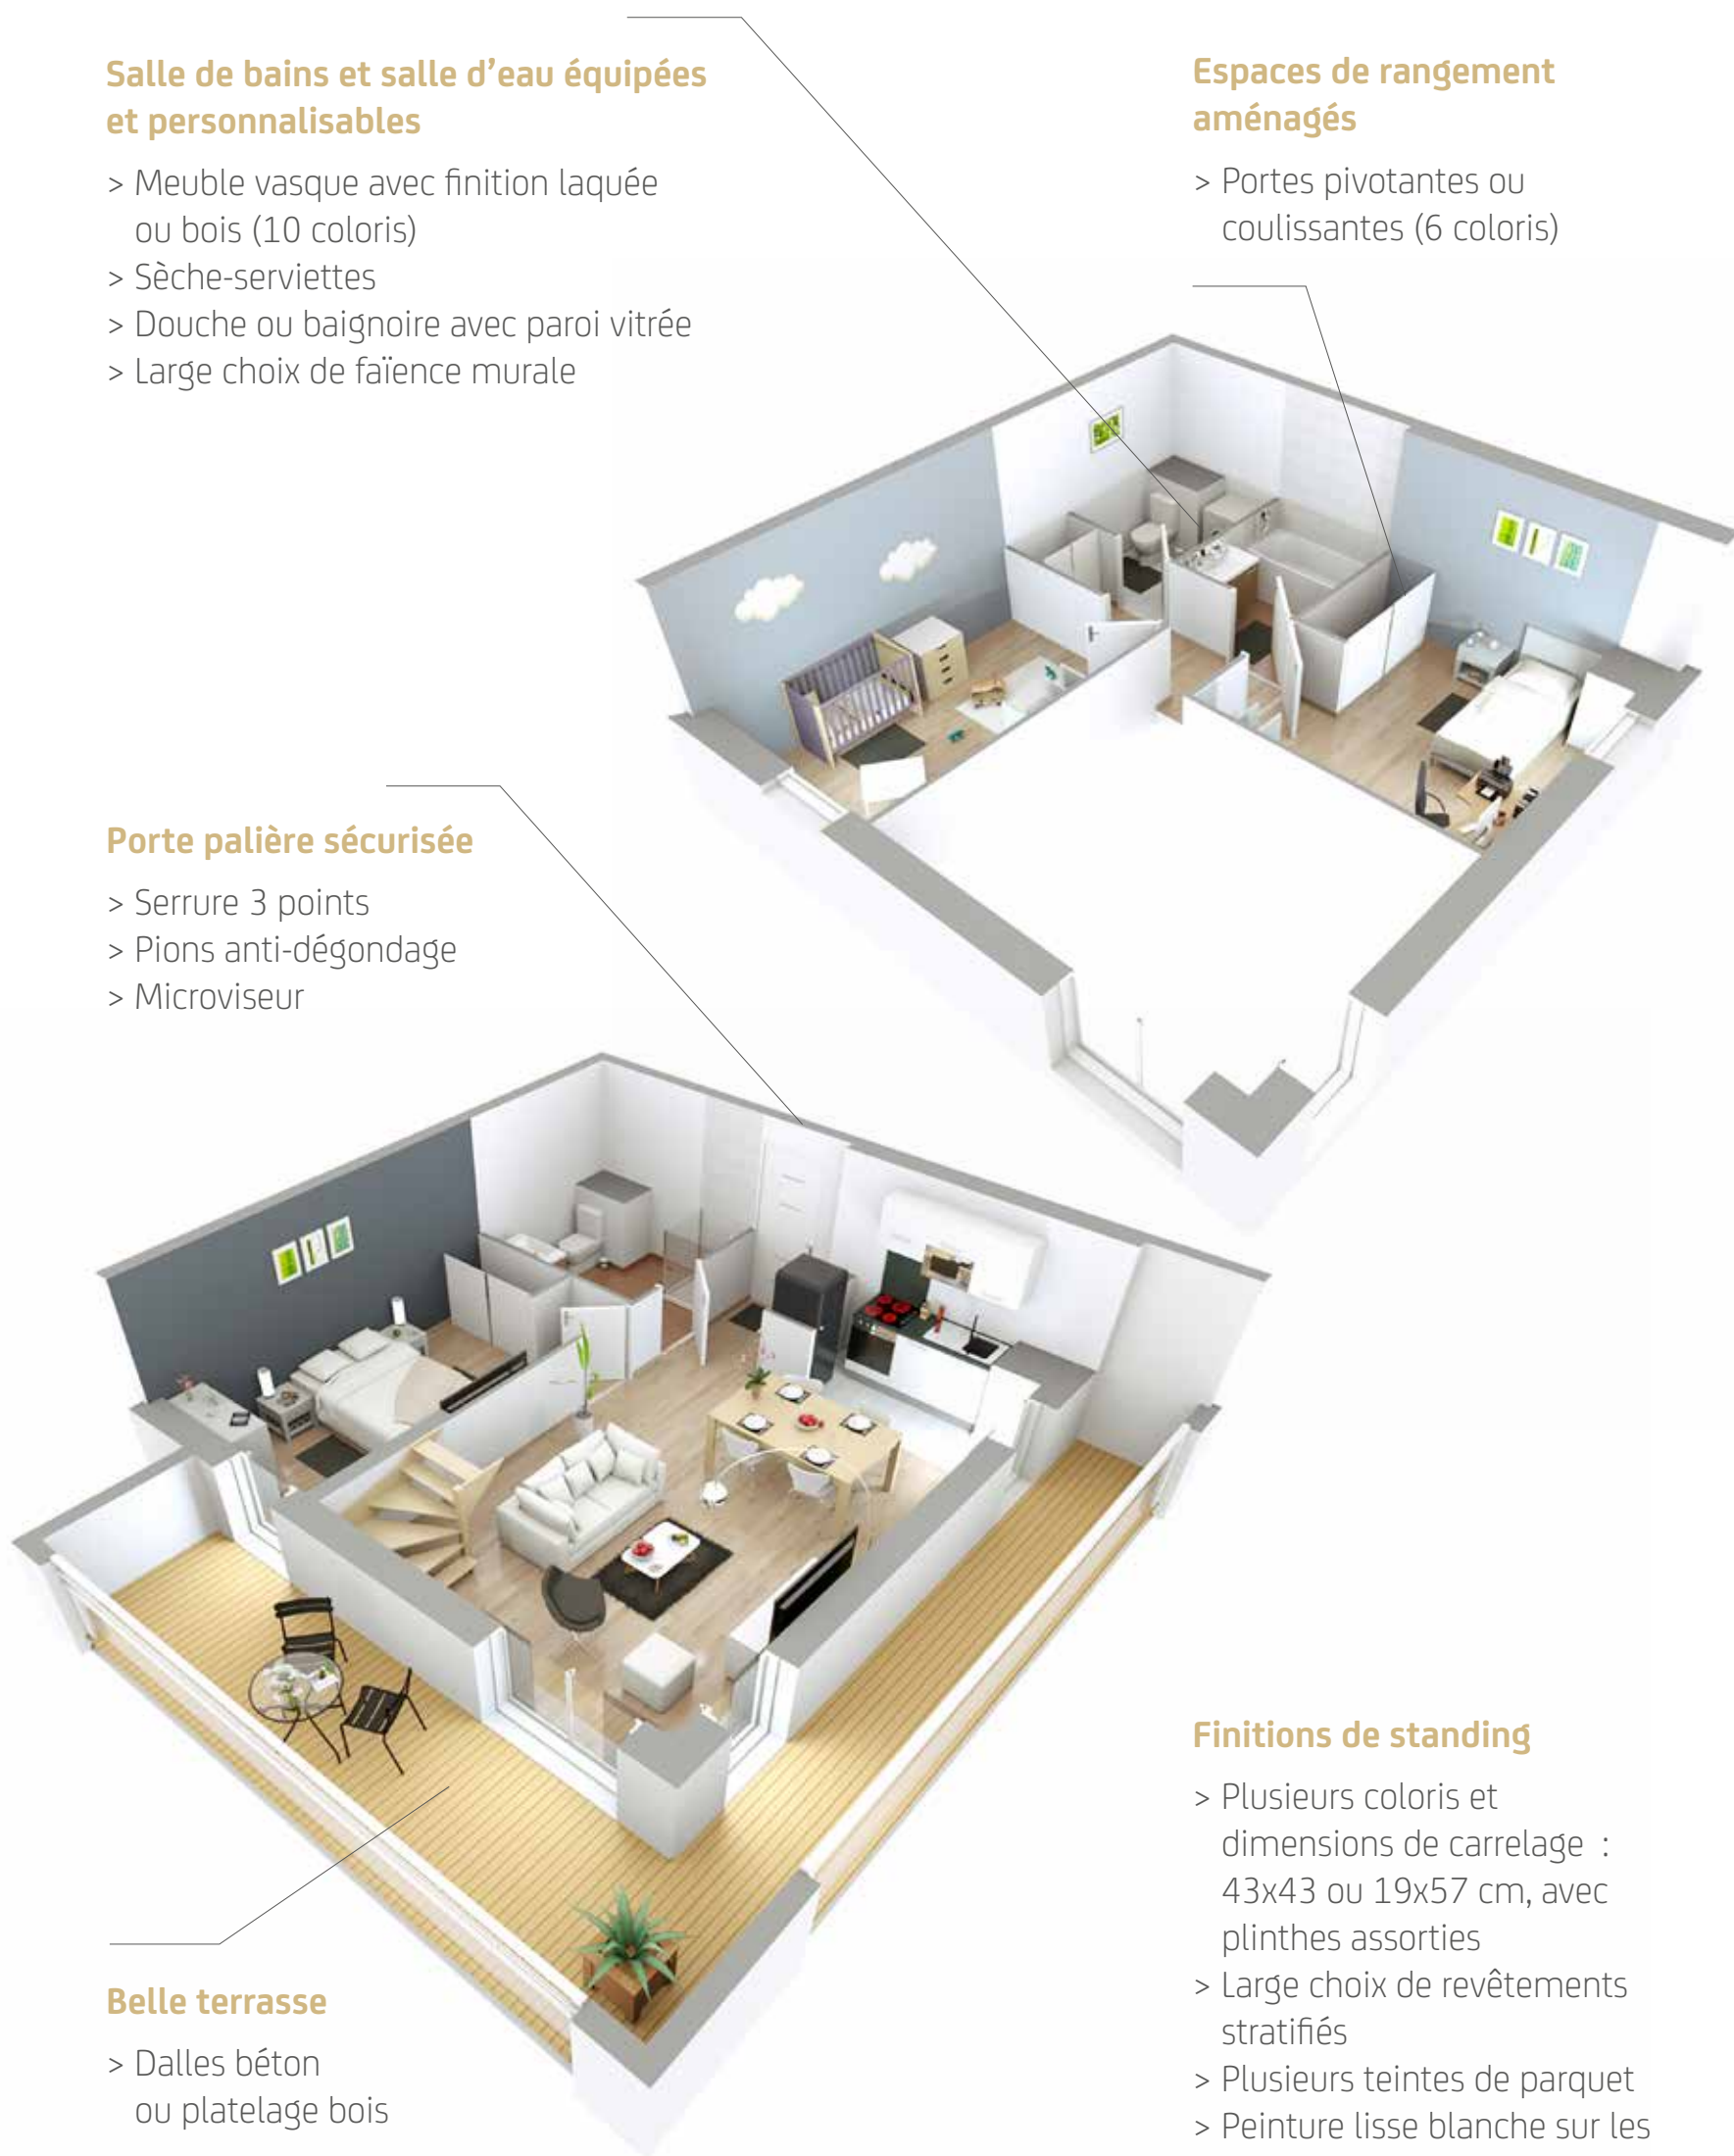 Salle de bains et salle d’eau équipées
et personnalisables
> Meuble vasque avec finition laquée
ou bois (10 coloris)
> Sèche-serviettes
> Douche ou baignoire avec paroi vitrée
> Large choix de faïence murale
Espaces de rangement
aménagés
> Portes pivotantes ou
coulissantes (6 coloris)
Porte palière sécurisée
> Serrure 3 points
> Pions anti-dégondage
> Microviseur
Belle terrasse
> Dalles béton
ou platelage bois
Finitions de standing
> Plusieurs coloris et
dimensions de carrelage :
43x43 ou 19x57 cm, avec
plinthes assorties
> Large choix de revêtements
stratifiés
> Plusieurs teintes de parquet
> Peinture lisse blanche sur les